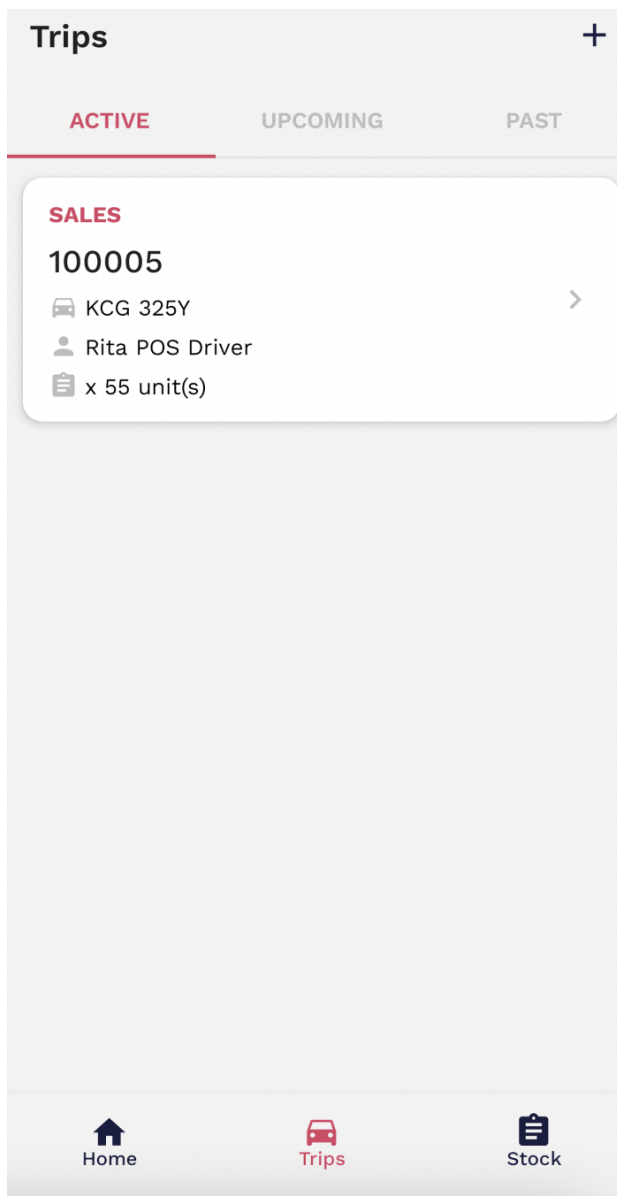 Trips
ACTIVE UPCOMING PAST
SALES
100005
KCG 325Y
Rita POS Driver
x 55 unit(s)
Home Trips Stock